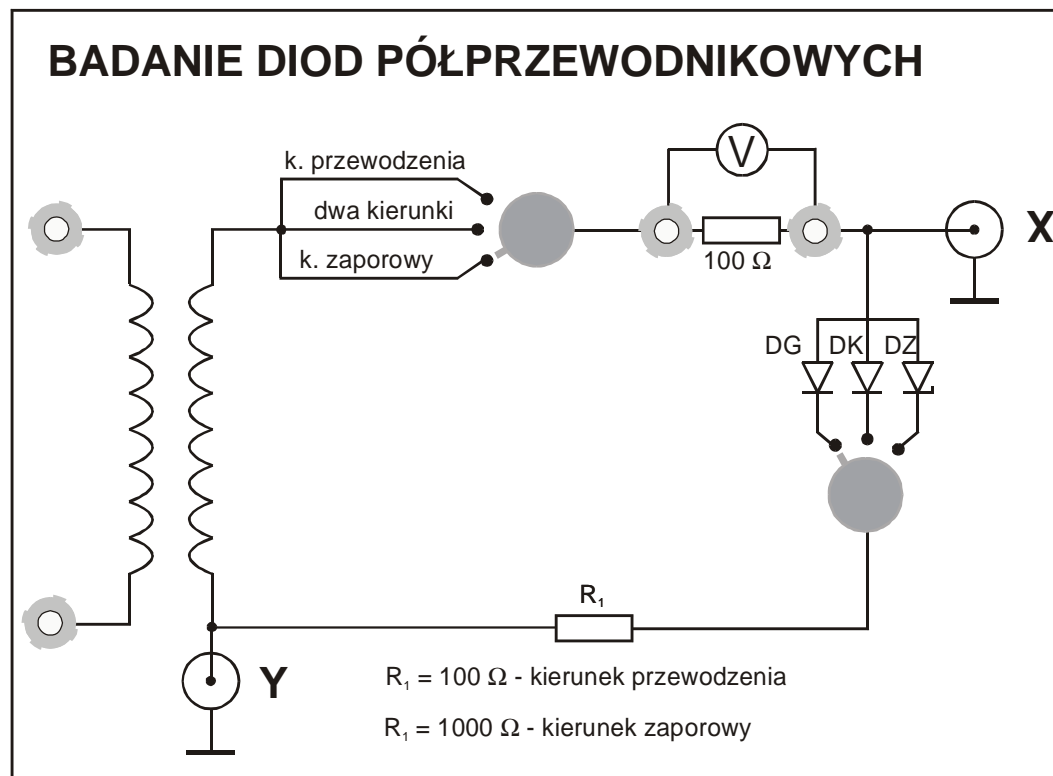 BADANIE DIOD PÓŁPRZEWODNIKOWYCH
k. przewodzenia
dwa kierunki
k. zaporowy
V
100 Ω
X
DG DK DZ
R₁
Y
R₁ = 100 Ω - kierunek przewodzenia
R₁ = 1000 Ω - kierunek zaporowy